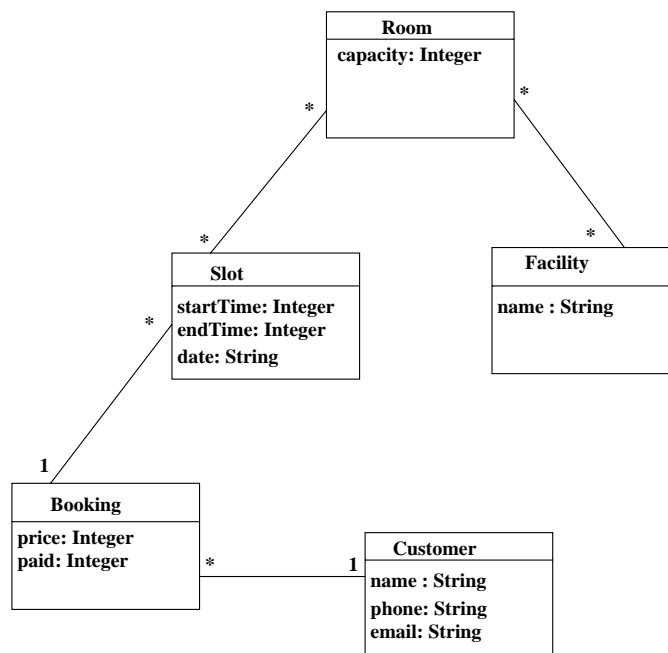 Room
capacity: Integer
*
*
*
*
Slot
startTime: Integer
endTime: Integer
date: String
Facility
name : String
*
1
Booking
price: Integer
paid: Integer
*
1
Customer
name : String
phone: String
email: String